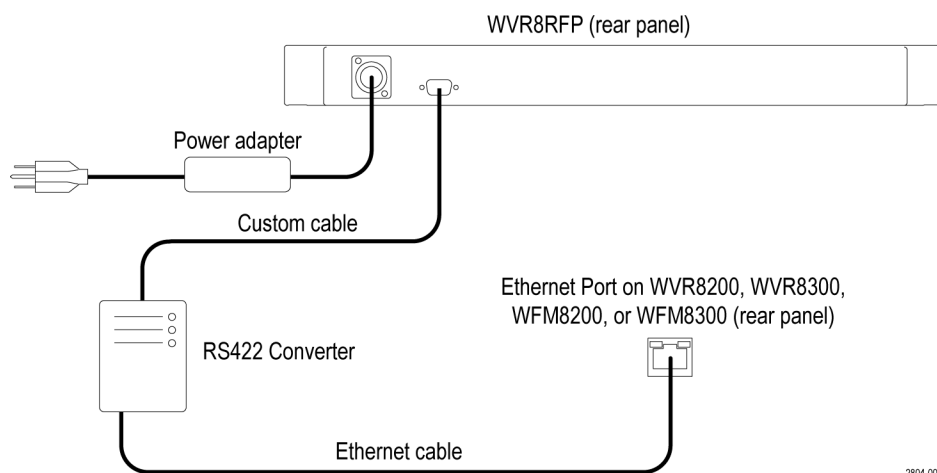 WVR8RFP (rear panel)
Power adapter
Custom cable
Ethernet Port on WVR8200, WVR8300,
WFM8200, or WFM8300 (rear panel)
RS422 Converter
Ethernet cable